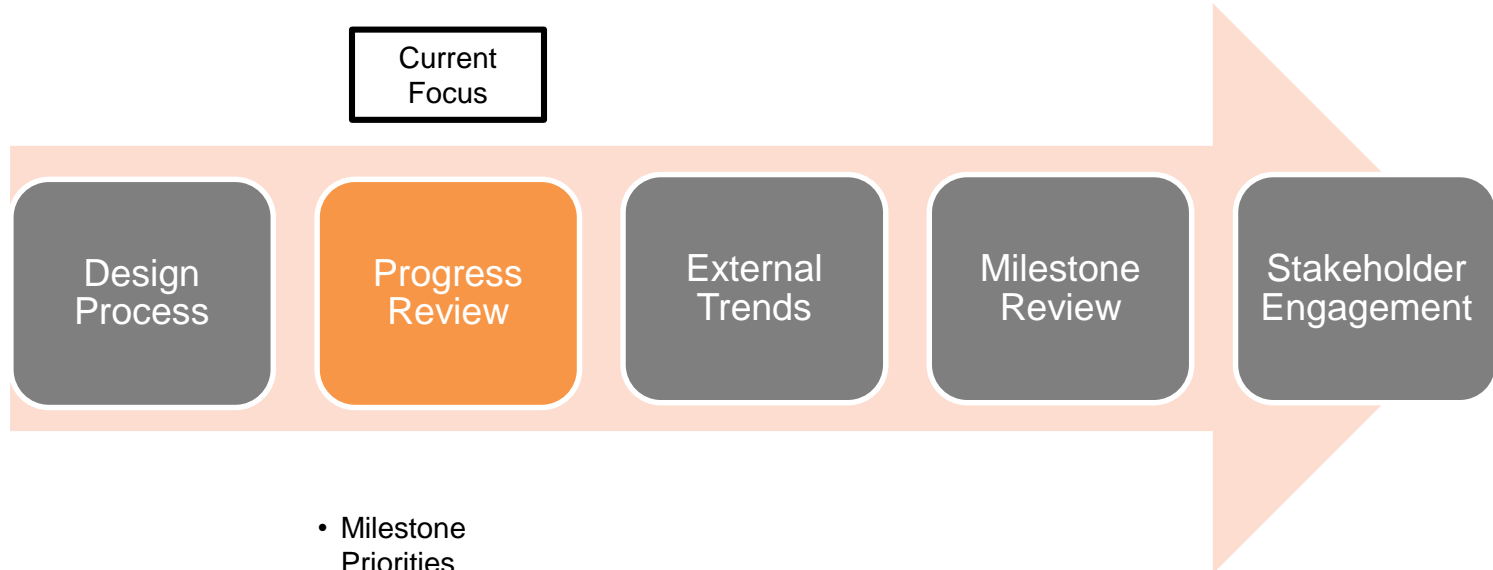 Current
Focus
Design
Process
Progress
Review
External
Trends
Milestone
Review
Stakeholder
Engagement
• Milestone
Priorities